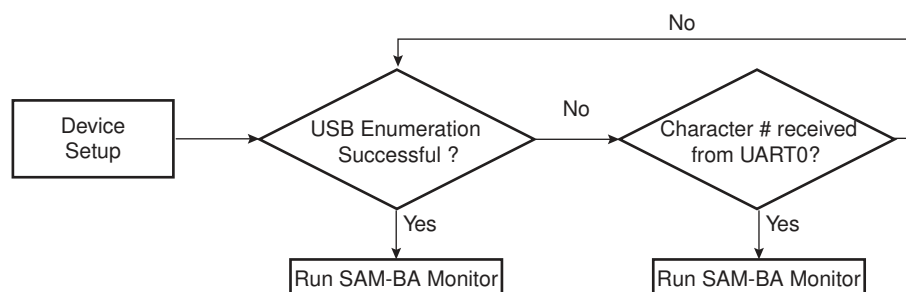 No
Device
Setup
USB Enumeration
Successful ?
No
Character # received
from UART0?
Yes
Yes
Run SAM-BA Monitor
Run SAM-BA Monitor